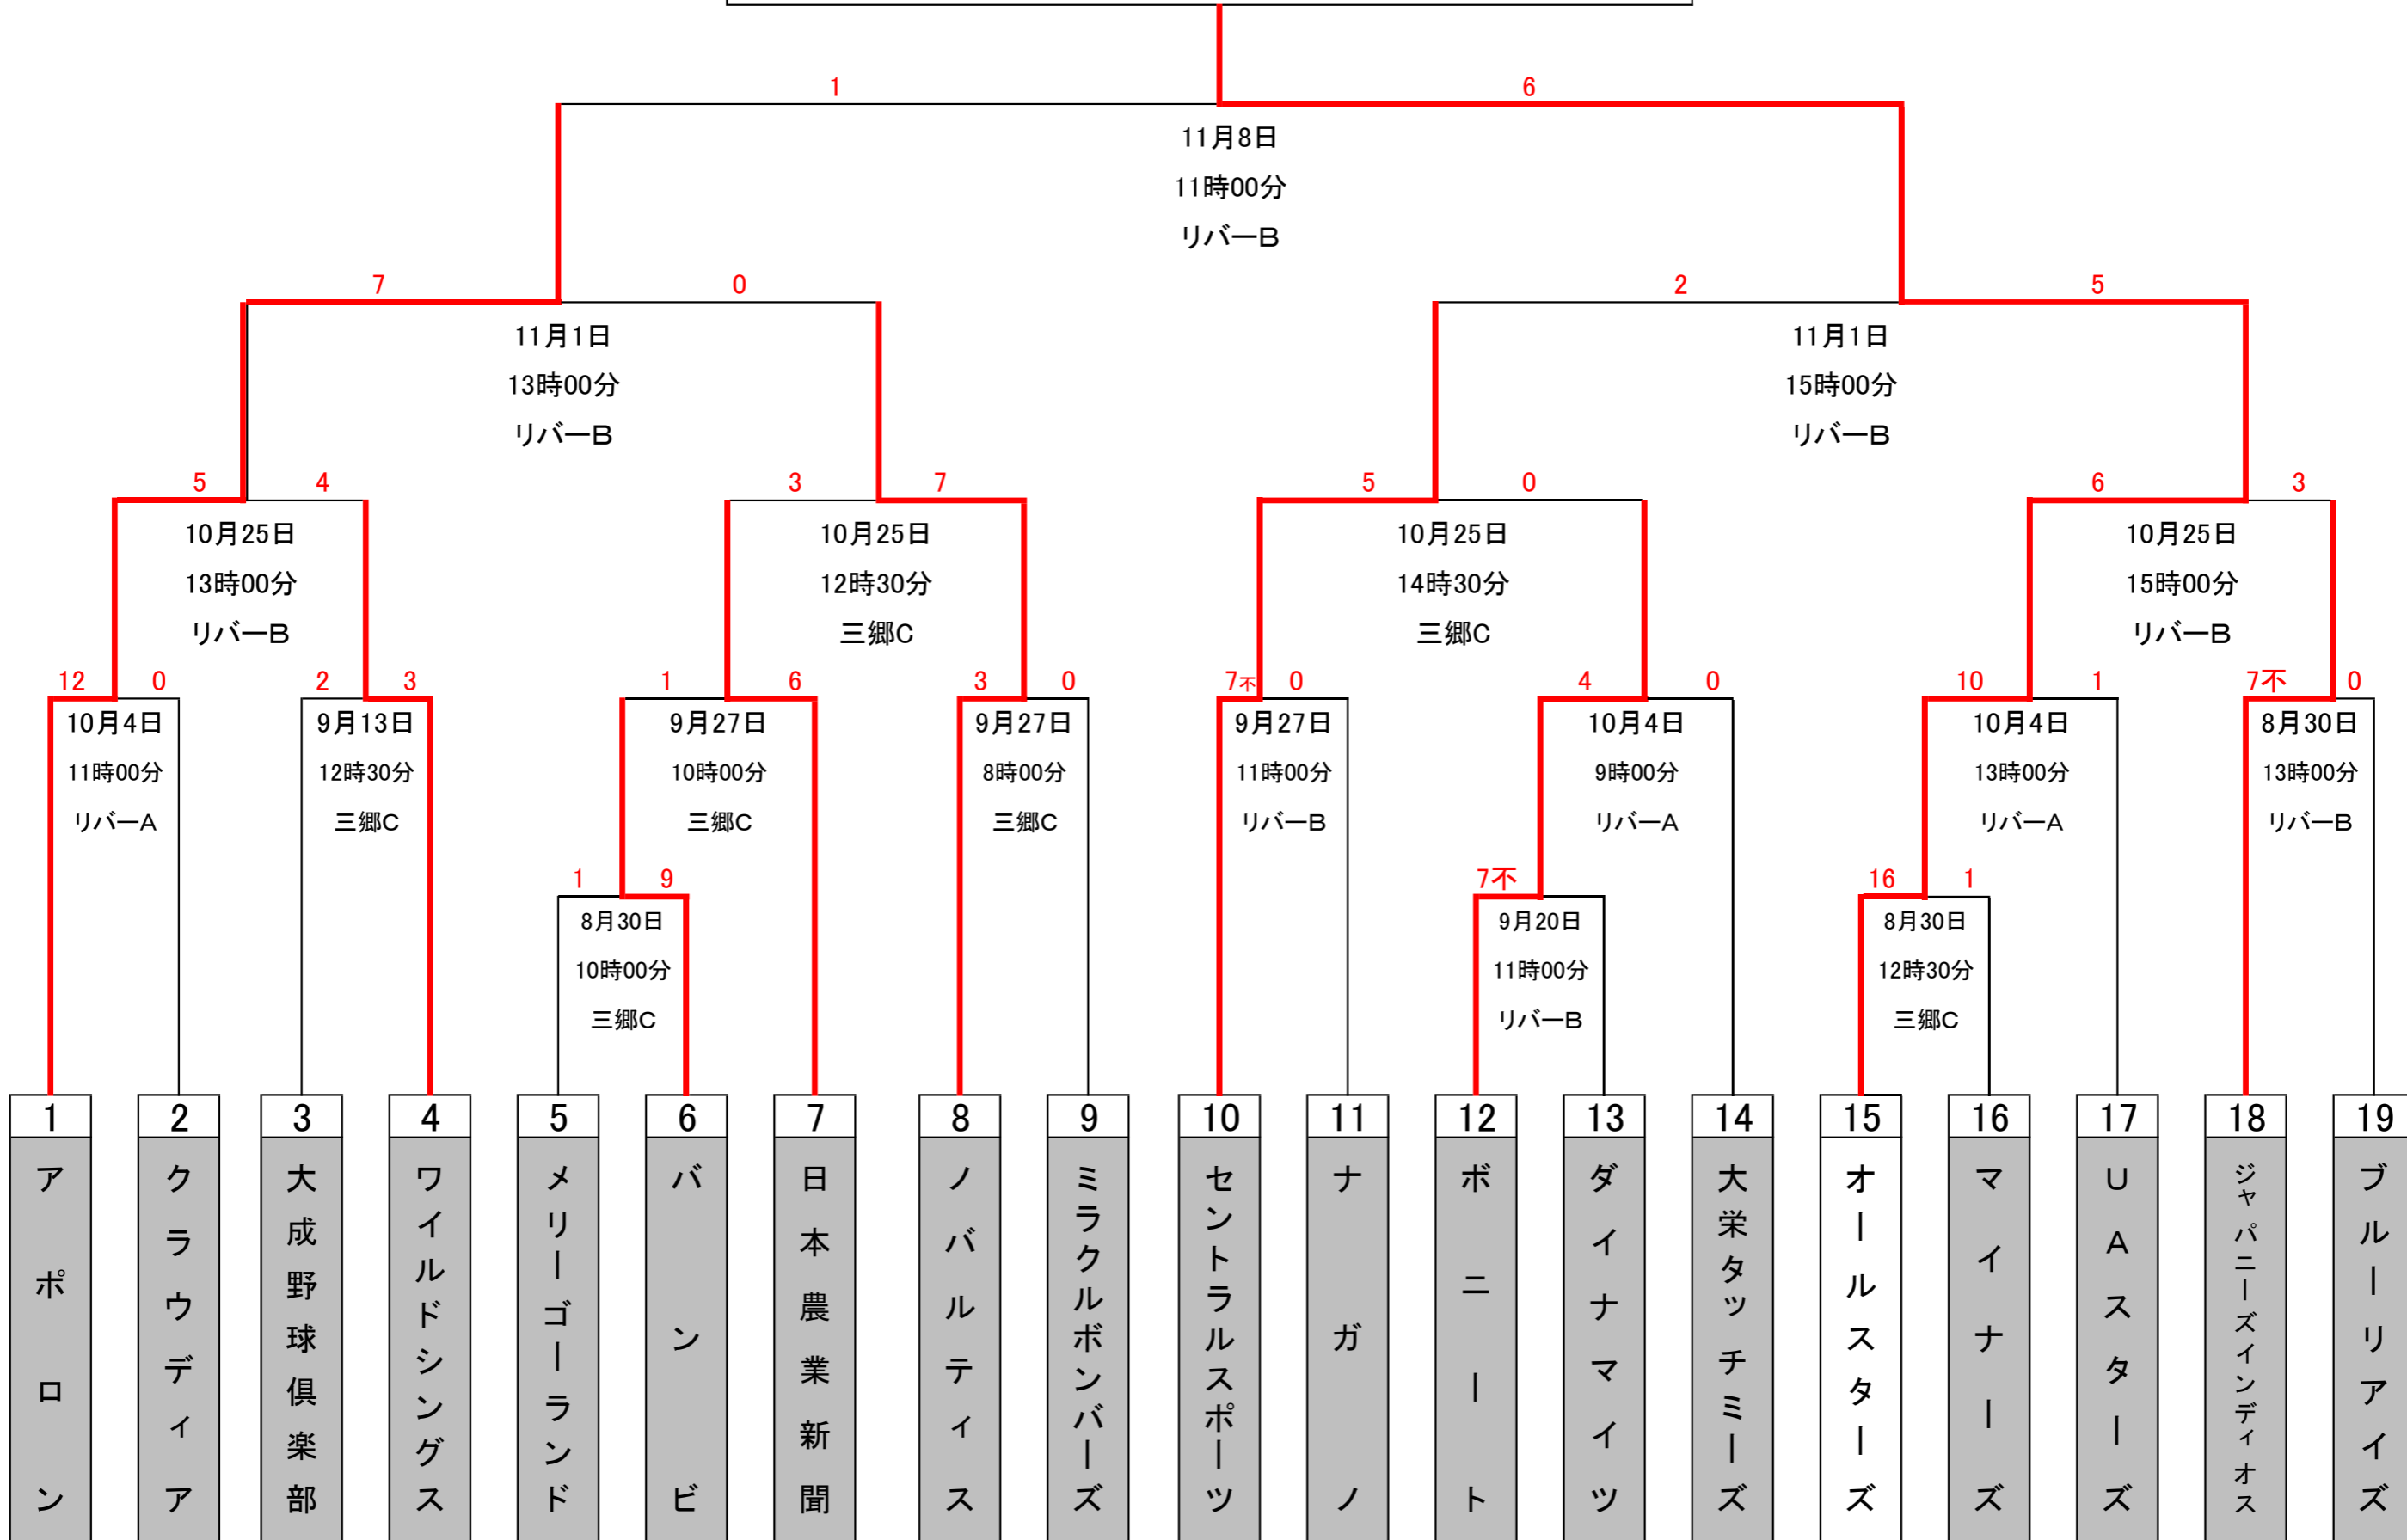 1 6
11月8日
11時00分
リバーB
7 0 2 5
11月1日 11月1日
13時00分 15時00分
リバーB リバーB
5 4 3 7 5 0 6 3
10月25日 10月25日 10月25日 10月25日
13時00分 12時30分 14時30分 15時00分
リバーB 三郷C 三郷C リバーB
12 0 2 3 1 6 3 0 7不 0 4 0 10 1 7不 0
10月4日 9月13日 9月27日 9月27日 9月27日 10月4日 10月4日 8月30日
11時00分 12時30分 10時00分 8時00分 11時00分 9時00分 13時00分 13時00分
リバーA 三郷C 三郷C 三郷C リバーB リバーA リバーA リバーB
1 9 7不 16 1
8月30日 9月20日 8月30日
10時00分 11時00分 12時30分
三郷C リバーB 三郷C
1 2 3 4 5 6 7 8 9 10 11 12 13 14 15 16 17 18 19
アポロン
クラウディア
大成野球倶楽部
ワイルドシングス
メリーゴーランド
バンビ
日本農業新聞
ノバルティス
ミラクルボンバーズ
セントラルスポーツ
ナガノ
ボニート
ダイナマイツ
大栄タッチミーズ
オールスターズ
マイナーズ
UAスターズ
ジャパニーズインディオス
ブルーリアイズ